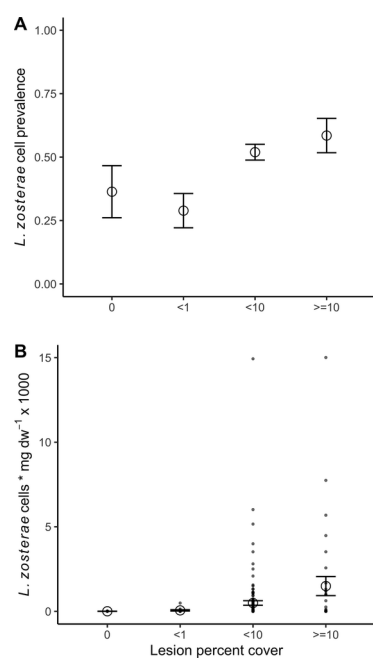 A
1.00
0.75
0.50
0.25
0.00
L. zosterae cell prevalence
0 <1 <10 >=10
B
15
10
5
0
L. zosterae cells * mg dw⁻¹ x 1000
0 <1 <10 >=10
Lesion percent cover